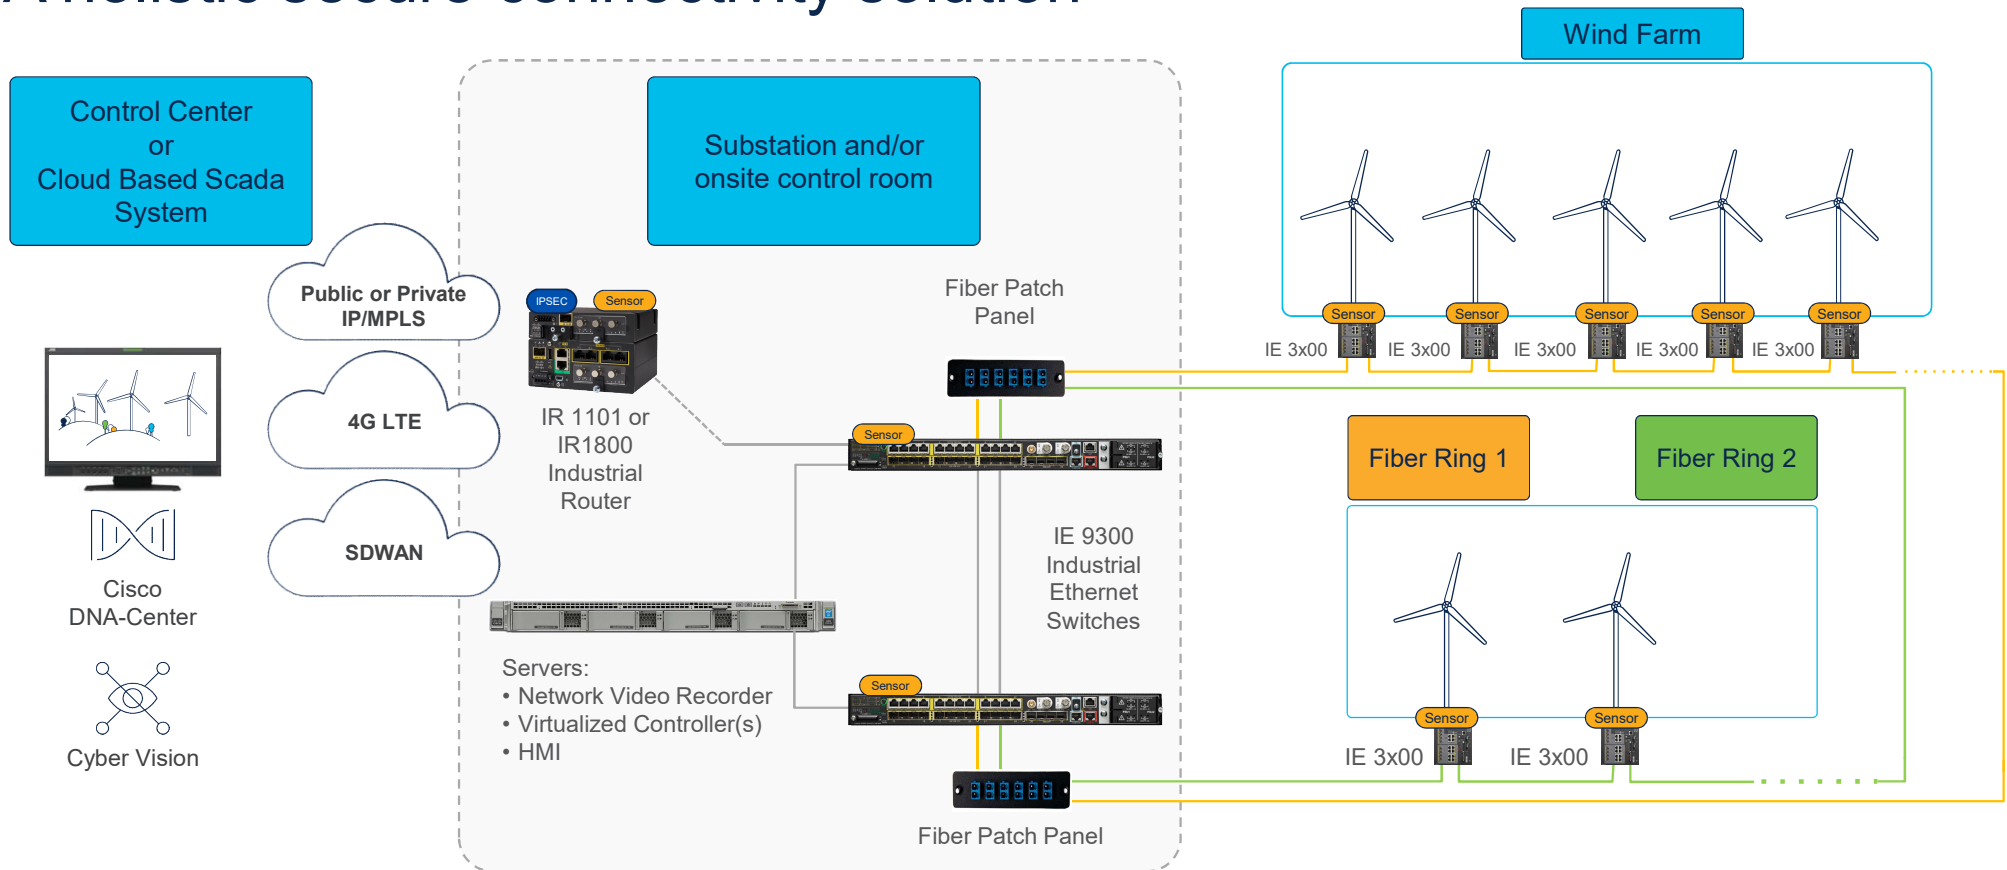 A holistic secure connectivity solution
Wind Farm
Control Center
or
Cloud Based Scada
System
Substation and/or
onsite control room
Public or Private
IP/MPLS
4G LTE
SDWAN
Cisco
DNA-Center
Cyber Vision
IPSEC
Sensor
IR 1101 or
IR1800
Industrial
Router
Fiber Patch
Panel
Sensor
IE 9300
Industrial
Ethernet
Switches
Servers:
• Network Video Recorder
• Virtualized Controller(s)
• HMI
Sensor
Fiber Patch Panel
Sensor
Sensor
Sensor
Sensor
Sensor
IE 3x00
IE 3x00
IE 3x00
IE 3x00
IE 3x00
Fiber Ring 1
Fiber Ring 2
Sensor
Sensor
IE 3x00
IE 3x00